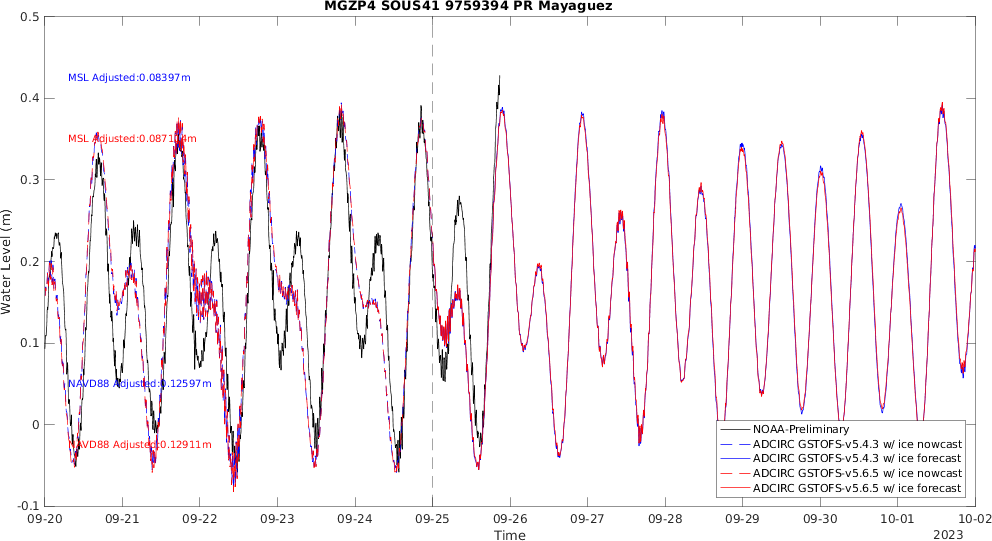 MGZP4 SOUS41 9759394 PR Mayaguez
0.5
MSL Adjusted:0.08397m
0.4
MSL Adjusted:0.087114m
0.3
Water Level (m)
0.2
0.1
NAVD88 Adjusted:0.12597m
0
NAVD88 Adjusted:0.12911m
NOAA-Preliminary
ADCIRC GSTOFS-v5.4.3 w/ ice nowcast
ADCIRC GSTOFS-v5.4.3 w/ ice forecast
ADCIRC GSTOFS-v5.6.5 w/ ice nowcast
ADCIRC GSTOFS-v5.6.5 w/ ice forecast
-0.1
09-20 09-21 09-22 09-23 09-24 09-25 09-26 09-27 09-28 09-29 09-30 10-01 10-02
Time
2023